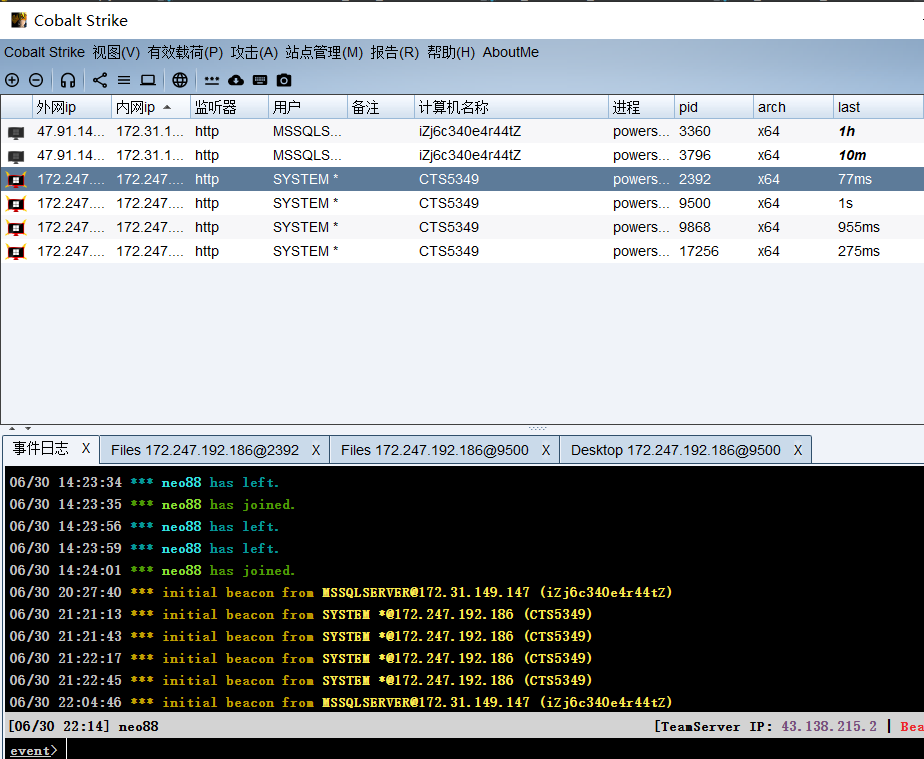 Cobalt Strike
Cobalt Strike 视图(V) 有效载荷(P) 攻击(A) 站点管理(M) 报告(R) 帮助(H) AboutMe
外网ip 内网ip 监听器 用户 备注 计算机名称 进程 pid arch last
47.91.14... 172.31.1... http MSSQLS... iZj6c340e4r44tZ powers... 3360 x64 1h
47.91.14... 172.31.1... http MSSQLS... iZj6c340e4r44tZ powers... 3796 x64 10m
172.247.... 172.247.... http SYSTEM * CTS5349 powers... 2392 x64 77ms
172.247.... 172.247.... http SYSTEM * CTS5349 powers... 9500 x64 1s
172.247.... 172.247.... http SYSTEM * CTS5349 powers... 9868 x64 955ms
172.247.... 172.247.... http SYSTEM * CTS5349 powers... 17256 x64 275ms
事件日志 X Files 172.247.192.186@2392 X Files 172.247.192.186@9500 X Desktop 172.247.192.186@9500 X
06/30 14:23:34 *** neo88 has left.
06/30 14:23:35 *** neo88 has joined.
06/30 14:23:56 *** neo88 has left.
06/30 14:23:59 *** neo88 has left.
06/30 14:24:01 *** neo88 has joined.
06/30 20:27:40 *** initial beacon from MSSQLSERVER@172.31.149.147 (iZj6c340e4r44tZ)
06/30 21:21:13 *** initial beacon from SYSTEM *@172.247.192.186 (CTS5349)
06/30 21:21:43 *** initial beacon from SYSTEM *@172.247.192.186 (CTS5349)
06/30 21:22:17 *** initial beacon from SYSTEM *@172.247.192.186 (CTS5349)
06/30 21:22:45 *** initial beacon from SYSTEM *@172.247.192.186 (CTS5349)
06/30 22:04:46 *** initial beacon from MSSQLSERVER@172.31.149.147 (iZj6c340e4r44tZ)
[06/30 22:14] neo88 [TeamServer IP: 43.138.215.2 | Bea
event>